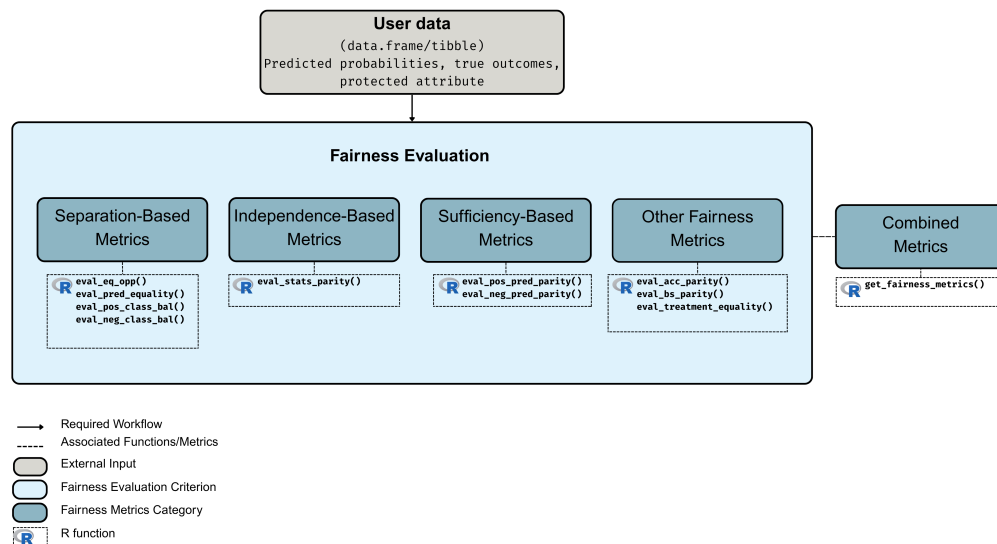 User data
(data.frame/tibble)
Predicted probabilities, true outcomes,
protected attribute
Fairness Evaluation
Separation-Based
Metrics
R
eval_eq_opp()
eval_pred_equality()
eval_pos_class_bal()
eval_neg_class_bal()
Independence-Based
Metrics
R
eval_stats_parity()
Sufficiency-Based
Metrics
R
eval_pos_pred_parity()
eval_neg_pred_parity()
Other Fairness
Metrics
R
eval_acc_parity()
eval_bs_parity()
eval_treatment_equality()
Combined
Metrics
R
get_fairness_metrics()
Required Workflow
Associated Functions/Metrics
External Input
Fairness Evaluation Criterion
Fairness Metrics Category
R
R function